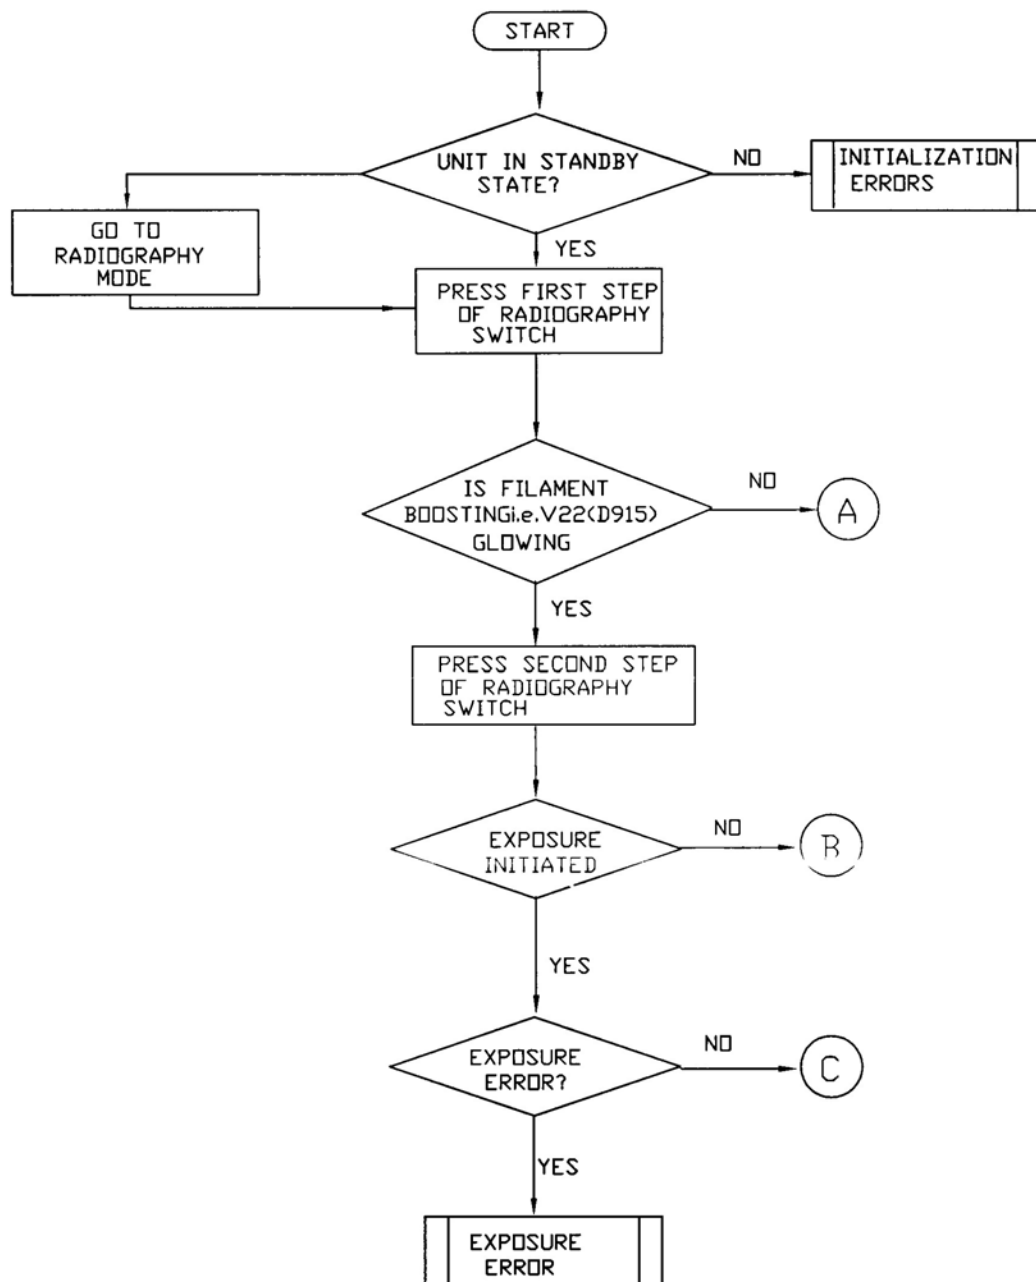 START
UNIT IN STANDBY
STATE?
NO
INITIALIZATION
ERRORS
GO TO
RADIOGRAPHY
MODE
YES
PRESS FIRST STEP
OF RADIOGRAPHY
SWITCH
IS FILAMENT
BOOSTINGi.e.V22(D915)
GLOWING
NO
A
YES
PRESS SECOND STEP
OF RADIOGRAPHY
SWITCH
EXPOSURE
INITIATED
NO
B
YES
EXPOSURE
ERROR?
NO
C
YES
EXPOSURE
ERROR